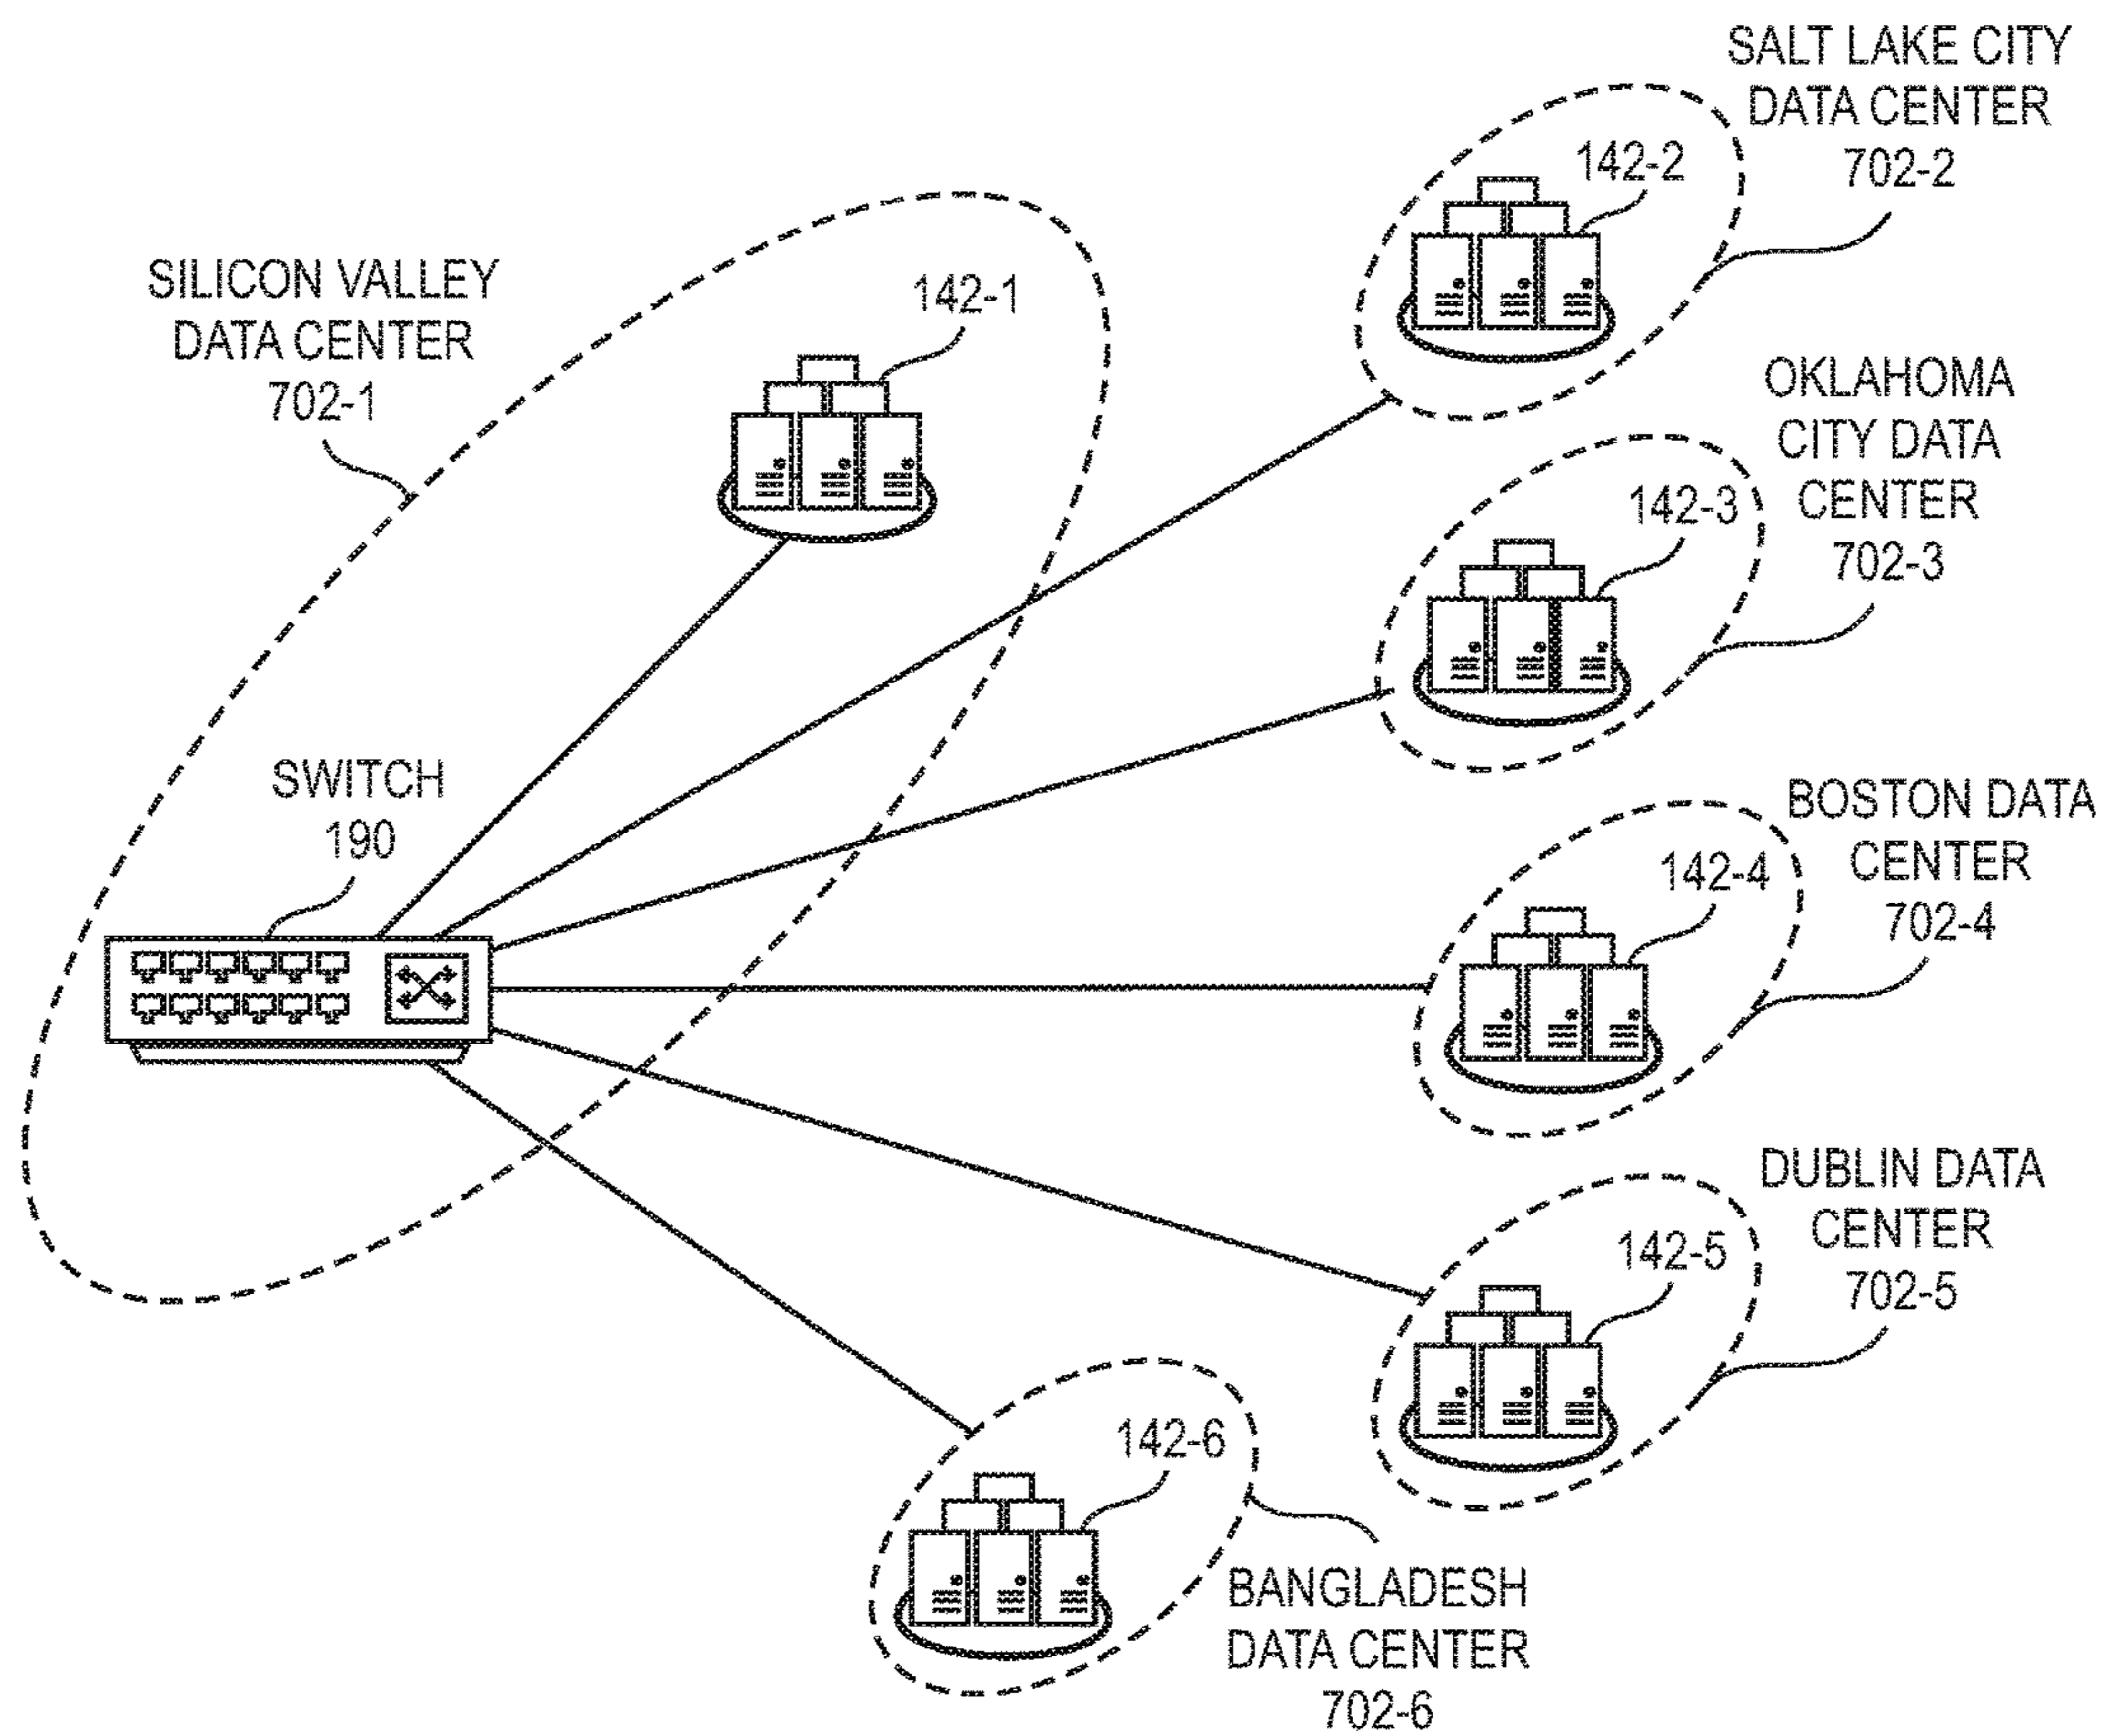 SALT LAKE CITY
DATA CENTER
702-2
142-2
SILICON VALLEY
DATA CENTER
702-1
142-1
OKLAHOMA
CITY DATA
CENTER
702-3
142-3
SWITCH
190
BOSTON DATA
CENTER
702-4
142-4
DUBLIN DATA
CENTER
702-5
142-5
142-6
BANGLADESH
DATA CENTER
702-6